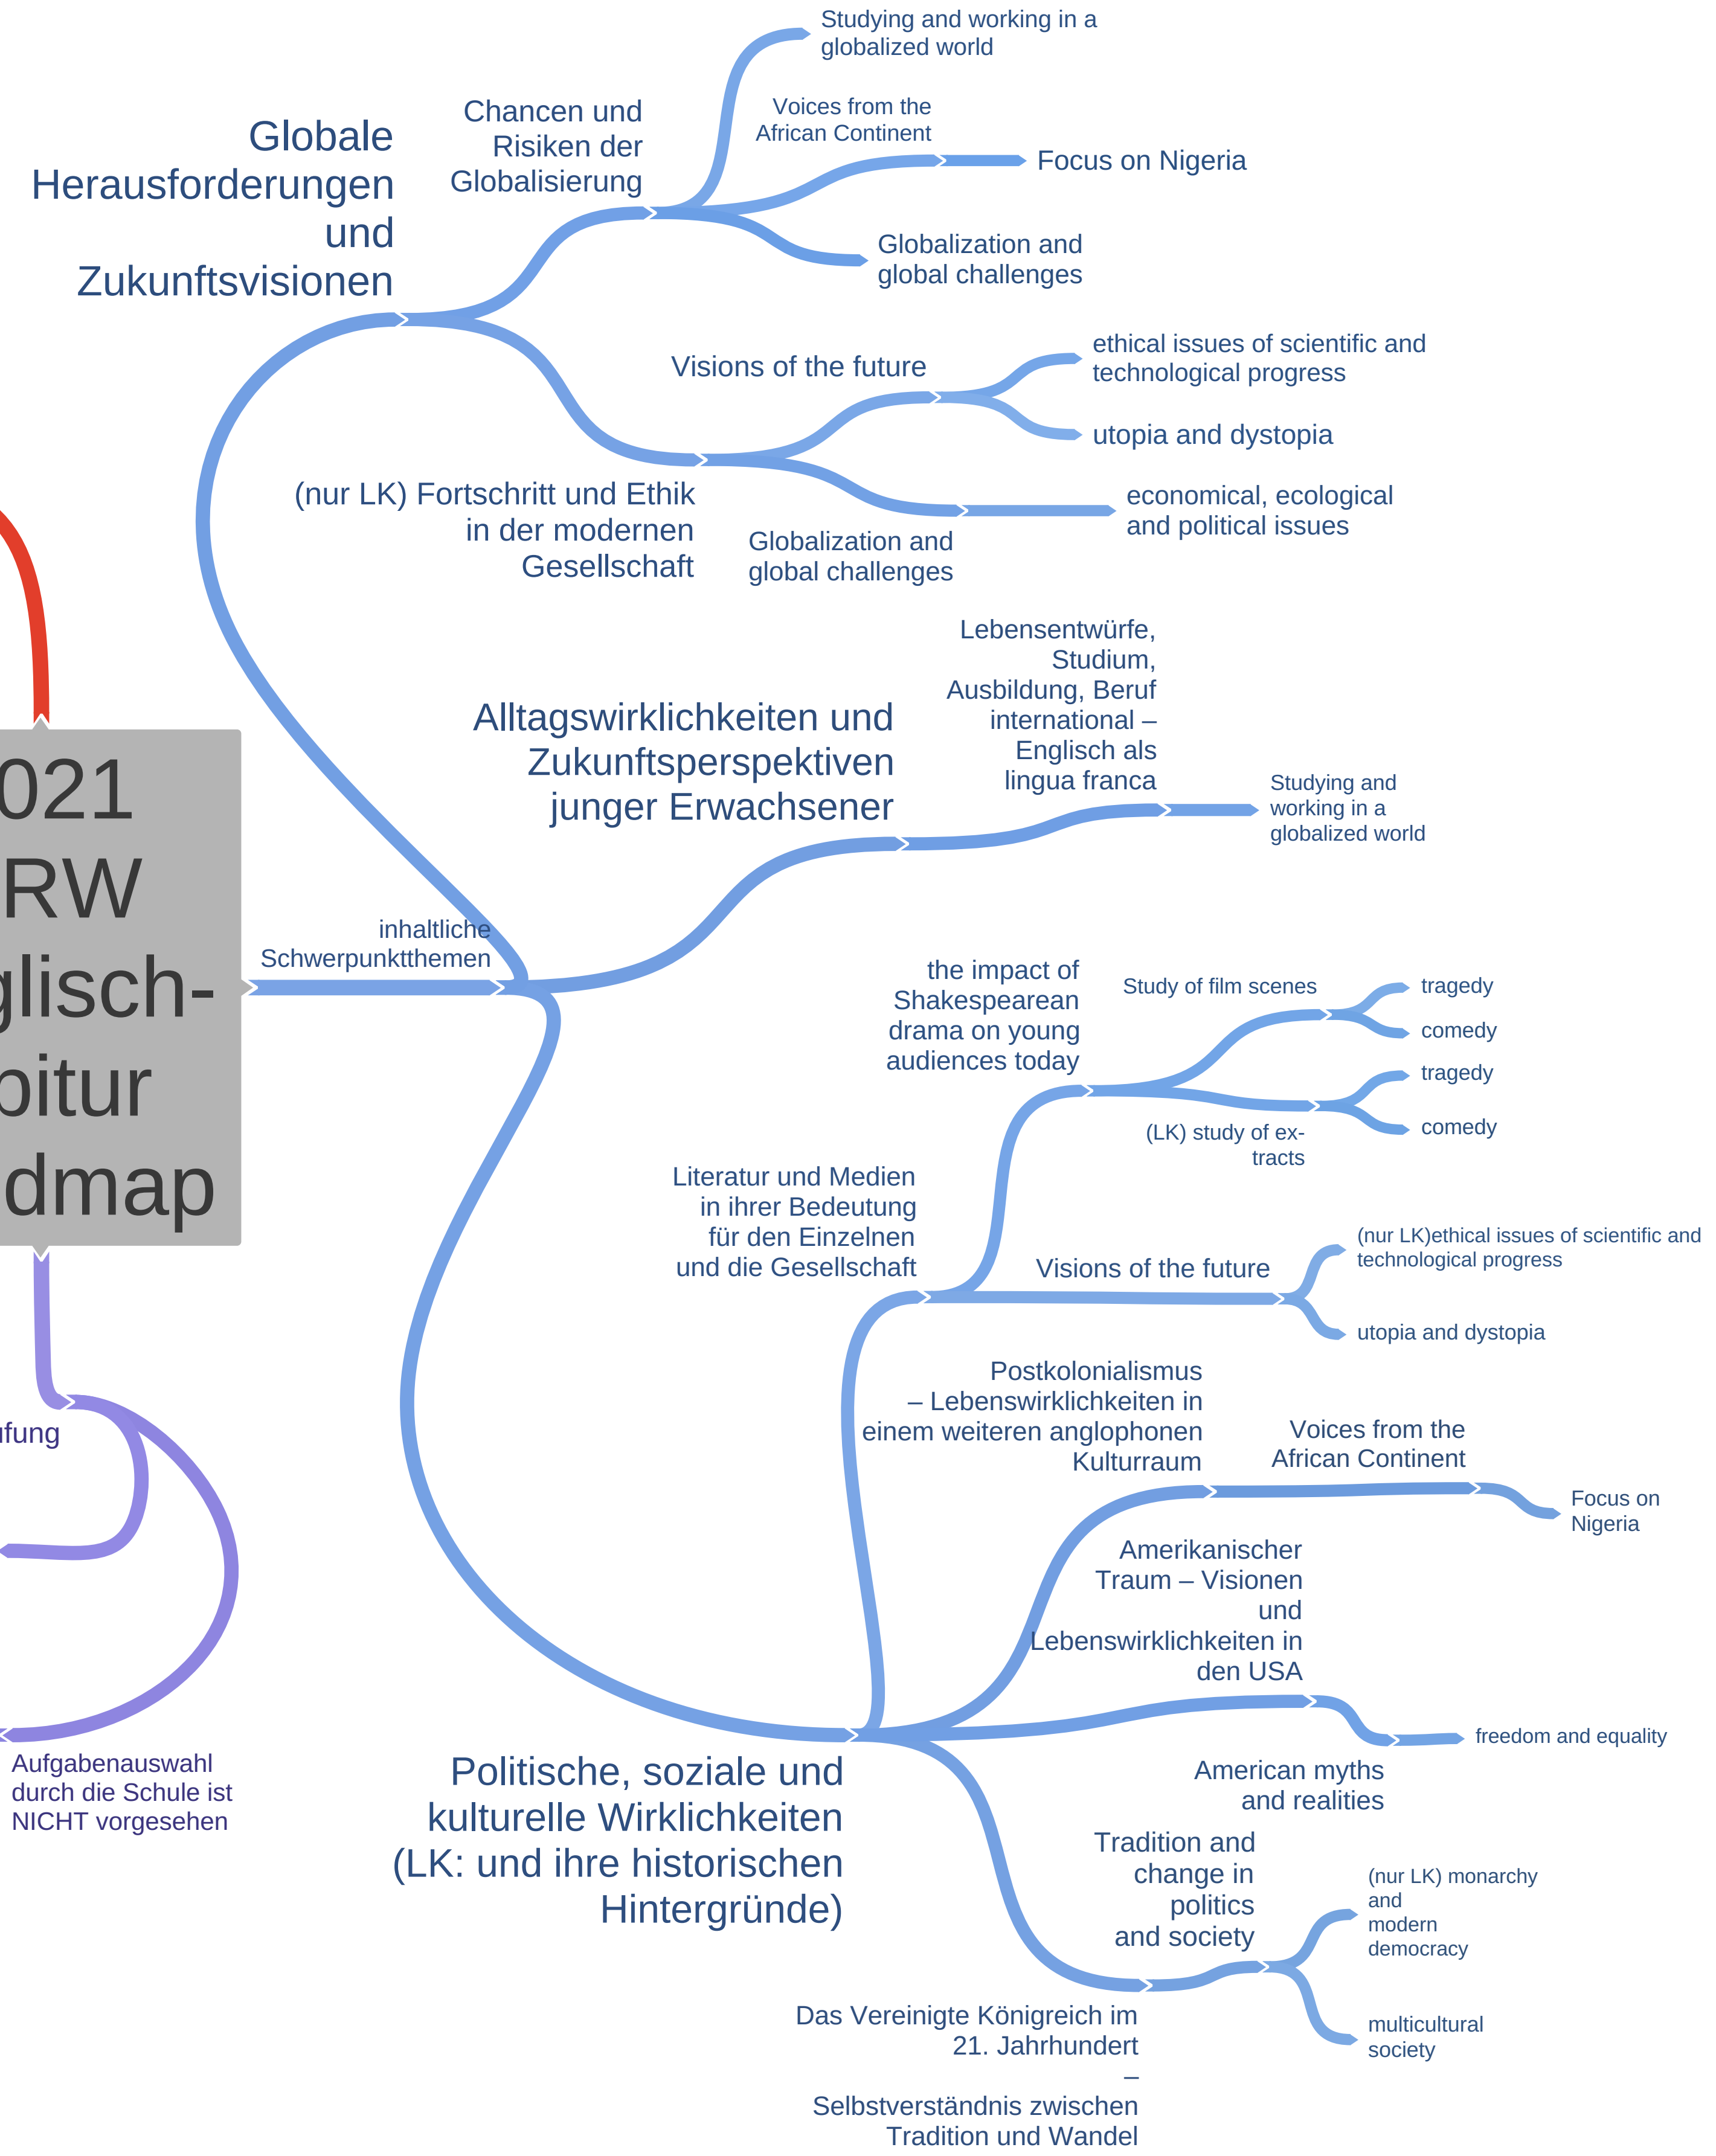 Studying and working in a
globalized world
Chancen und
Risiken der
Globalisierung
Voices from the
African Continent
Focus on Nigeria
Globale
Herausforderungen
und
Zukunftsvisionen
Globalization and
global challenges
Visions of the future
ethical issues of scientific and
technological progress
utopia and dystopia
(nur LK) Fortschritt und Ethik
in der modernen
Gesellschaft
economical, ecological
and political issues
Globalization and
global challenges
Lebensentwürfe,
Studium,
Ausbildung, Beruf
international –
Englisch als
lingua franca
Alltagswirklichkeiten und
Zukunftsperspektiven
junger Erwachsener
Studying and
working in a
globalized world
021
RW
glisch-
bitur
dmap
inhaltliche
Schwerpunktthemen
the impact of
Shakespearean
drama on young
audiences today
Study of film scenes
tragedy
comedy
tragedy
comedy
(LK) study of ex-
tracts
Literatur und Medien
in ihrer Bedeutung
für den Einzelnen
und die Gesellschaft
Visions of the future
(nur LK)ethical issues of scientific and
technological progress
utopia and dystopia
Postkolonialismus
– Lebenswirklichkeiten in
einem weiteren anglophonen
Kulturraum
Voices from the
African Continent
Focus on
Nigeria
ufung
Amerikanischer
Traum – Visionen
und
Lebenswirklichkeiten in
den USA
American myths
and realities
freedom and equality
Aufgabenauswahl
durch die Schule ist
NICHT vorgesehen
Politische, soziale und
kulturelle Wirklichkeiten
(LK: und ihre historischen
Hintergründe)
Tradition and
change in
politics
and society
(nur LK) monarchy
and
modern
democracy
multicultural
society
Das Vereinigte Königreich im
21. Jahrhundert
–
Selbstverständnis zwischen
Tradition und Wandel